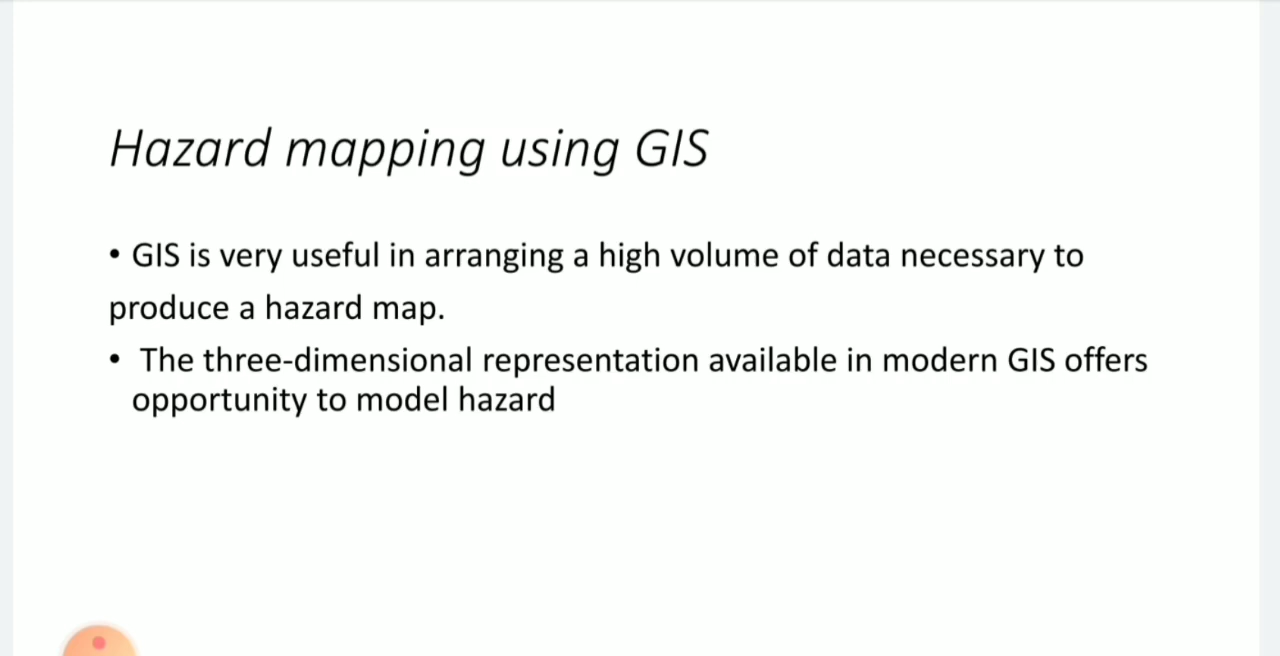 Hazard mapping using GIS
• GIS is very useful in arranging a high volume of data necessary to
produce a hazard map.
• The three-dimensional representation available in modern GIS offers
opportunity to model hazard